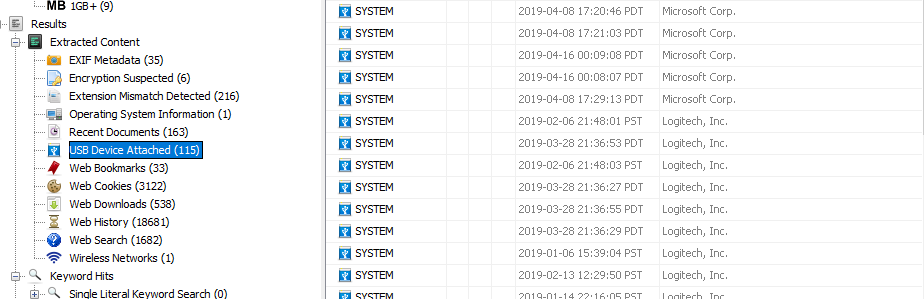 MB 1GB+ (9)
Results
Extracted Content
EXIF Metadata (35)
Encryption Suspected (6)
Extension Mismatch Detected (216)
Operating System Information (1)
Recent Documents (163)
USB Device Attached (115)
Web Bookmarks (33)
Web Cookies (3122)
Web Downloads (538)
Web History (18681)
Web Search (1682)
Wireless Networks (1)
Keyword Hits
Single Literal Keyword Search (0)
SYSTEM 2019-04-08 17:20:46 PDT Microsoft Corp.
SYSTEM 2019-04-08 17:21:03 PDT Microsoft Corp.
SYSTEM 2019-04-16 00:09:08 PDT Microsoft Corp.
SYSTEM 2019-04-16 00:08:07 PDT Microsoft Corp.
SYSTEM 2019-04-08 17:29:13 PDT Microsoft Corp.
SYSTEM 2019-02-06 21:48:01 PST Logitech, Inc.
SYSTEM 2019-03-28 21:36:53 PDT Logitech, Inc.
SYSTEM 2019-02-06 21:48:03 PST Logitech, Inc.
SYSTEM 2019-03-28 21:36:27 PDT Logitech, Inc.
SYSTEM 2019-03-28 21:36:55 PDT Logitech, Inc.
SYSTEM 2019-03-28 21:36:29 PDT Logitech, Inc.
SYSTEM 2019-01-06 15:39:04 PST Logitech, Inc.
SYSTEM 2019-02-13 12:29:50 PST Logitech, Inc.
SYSTEM 2019-01-14 22:16:05 PST Logitech, Inc.